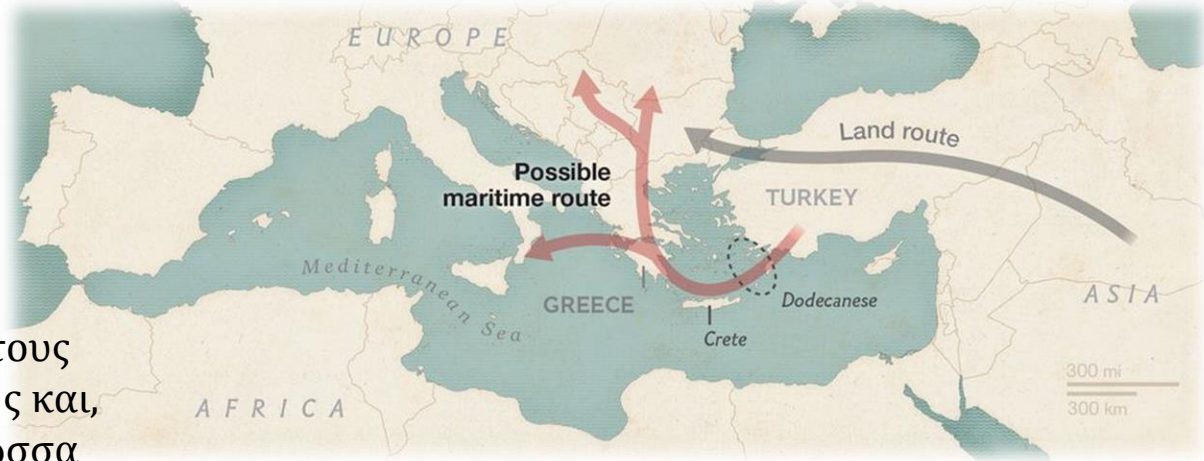 EUROPE
Land route
Possible
maritime route
TURKEY
Mediterranean Sea
GREECE
Dodecanese
ASIA
Crete
τους
ς και,
300 mi
AFRICA
300 km